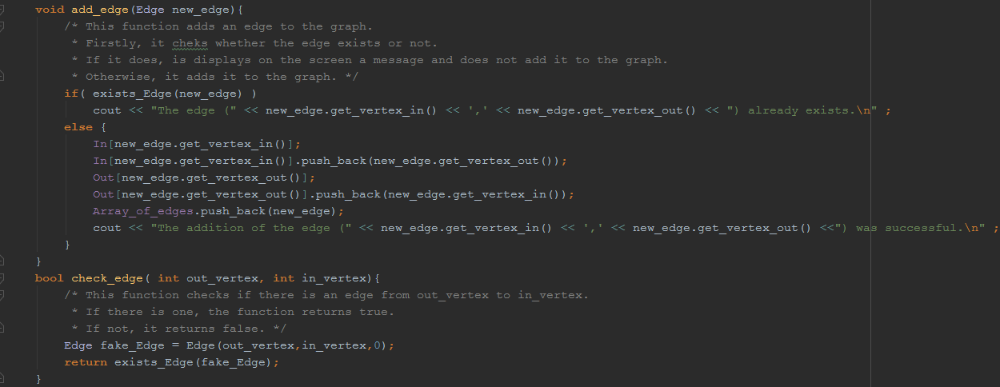 void add_edge(Edge new_edge){
/* This function adds an edge to the graph.
* Firstly, it cheks whether the edge exists or not.
* If it does, is displays on the screen a message and does not add it to the graph.
* Otherwise, it adds it to the graph. */
if( exists_Edge(new_edge) )
cout << "The edge (" << new_edge.get_vertex_in() << ',' << new_edge.get_vertex_out() << ") already exists.\n" ;
else {
In[new_edge.get_vertex_in()];
In[new_edge.get_vertex_in()].push_back(new_edge.get_vertex_out());
Out[new_edge.get_vertex_out()];
Out[new_edge.get_vertex_out()].push_back(new_edge.get_vertex_in());
Array_of_edges.push_back(new_edge);
cout << "The addition of the edge (" << new_edge.get_vertex_in() << ',' << new_edge.get_vertex_out() <<") was successful.\n" ;
}
}
bool check_edge( int out_vertex, int in_vertex){
/* This function checks if there is an edge from out_vertex to in_vertex.
* If there is one, the function returns true.
* If not, it returns false. */
Edge fake_Edge = Edge(out_vertex,in_vertex,0);
return exists_Edge(fake_Edge);
}